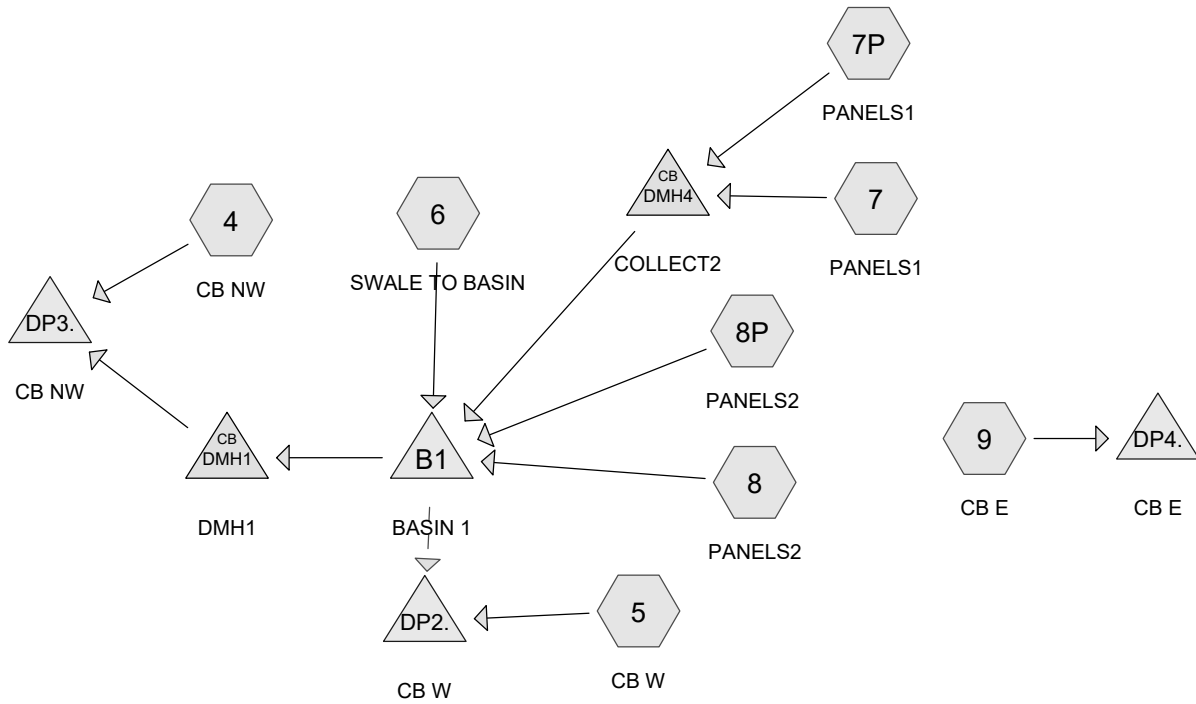 7P
PANELS1
CB
DMH4
COLLECT2
7
PANELS1
4
CB NW
6
SWALE TO BASIN
DP3.
CB NW
8P
PANELS2
CB
DMH1
DMH1
B1
BASIN 1
8
PANELS2
9
CB E
DP4.
CB E
DP2.
CB W
5
CB W